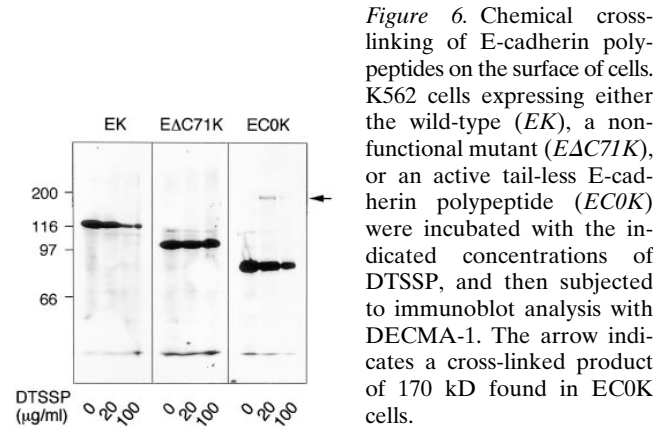 EK EΔC71K EC0K
200
116
97
66
DTSSP
(μg/ml)
0 20 100 0 20 100 0 20 100
Figure 6. Chemical cross-
linking of E-cadherin poly-
peptides on the surface of cells.
K562 cells expressing either
the wild-type (EK), a non-
functional mutant (EΔC71K),
or an active tail-less E-cad-
herin polypeptide (EC0K)
were incubated with the in-
dicated concentrations of
DTSSP, and then subjected
to immunoblot analysis with
DECMA-1. The arrow indi-
cates a cross-linked product
of 170 kD found in EC0K
cells.